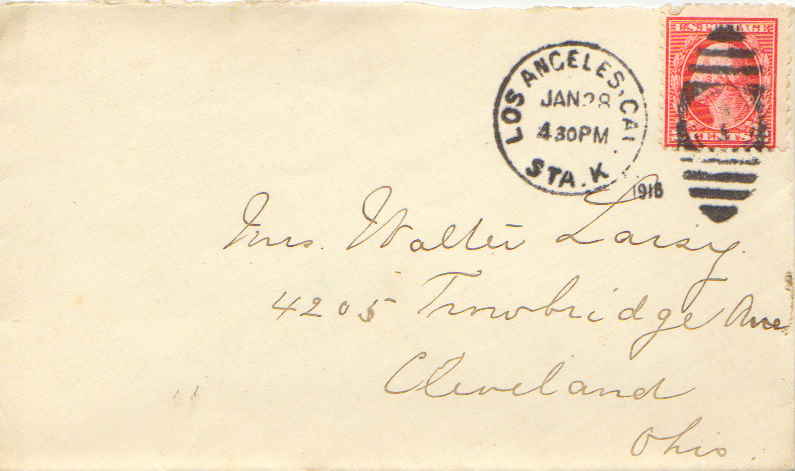 U.S. POSTAGE
LOS ANGELES, CAL.
JAN 28
4 30 PM
STA. K
1918
CENTS
Mrs. Walter Larsy.
4205 Trowbridge Ave
Cleveland
Ohio.